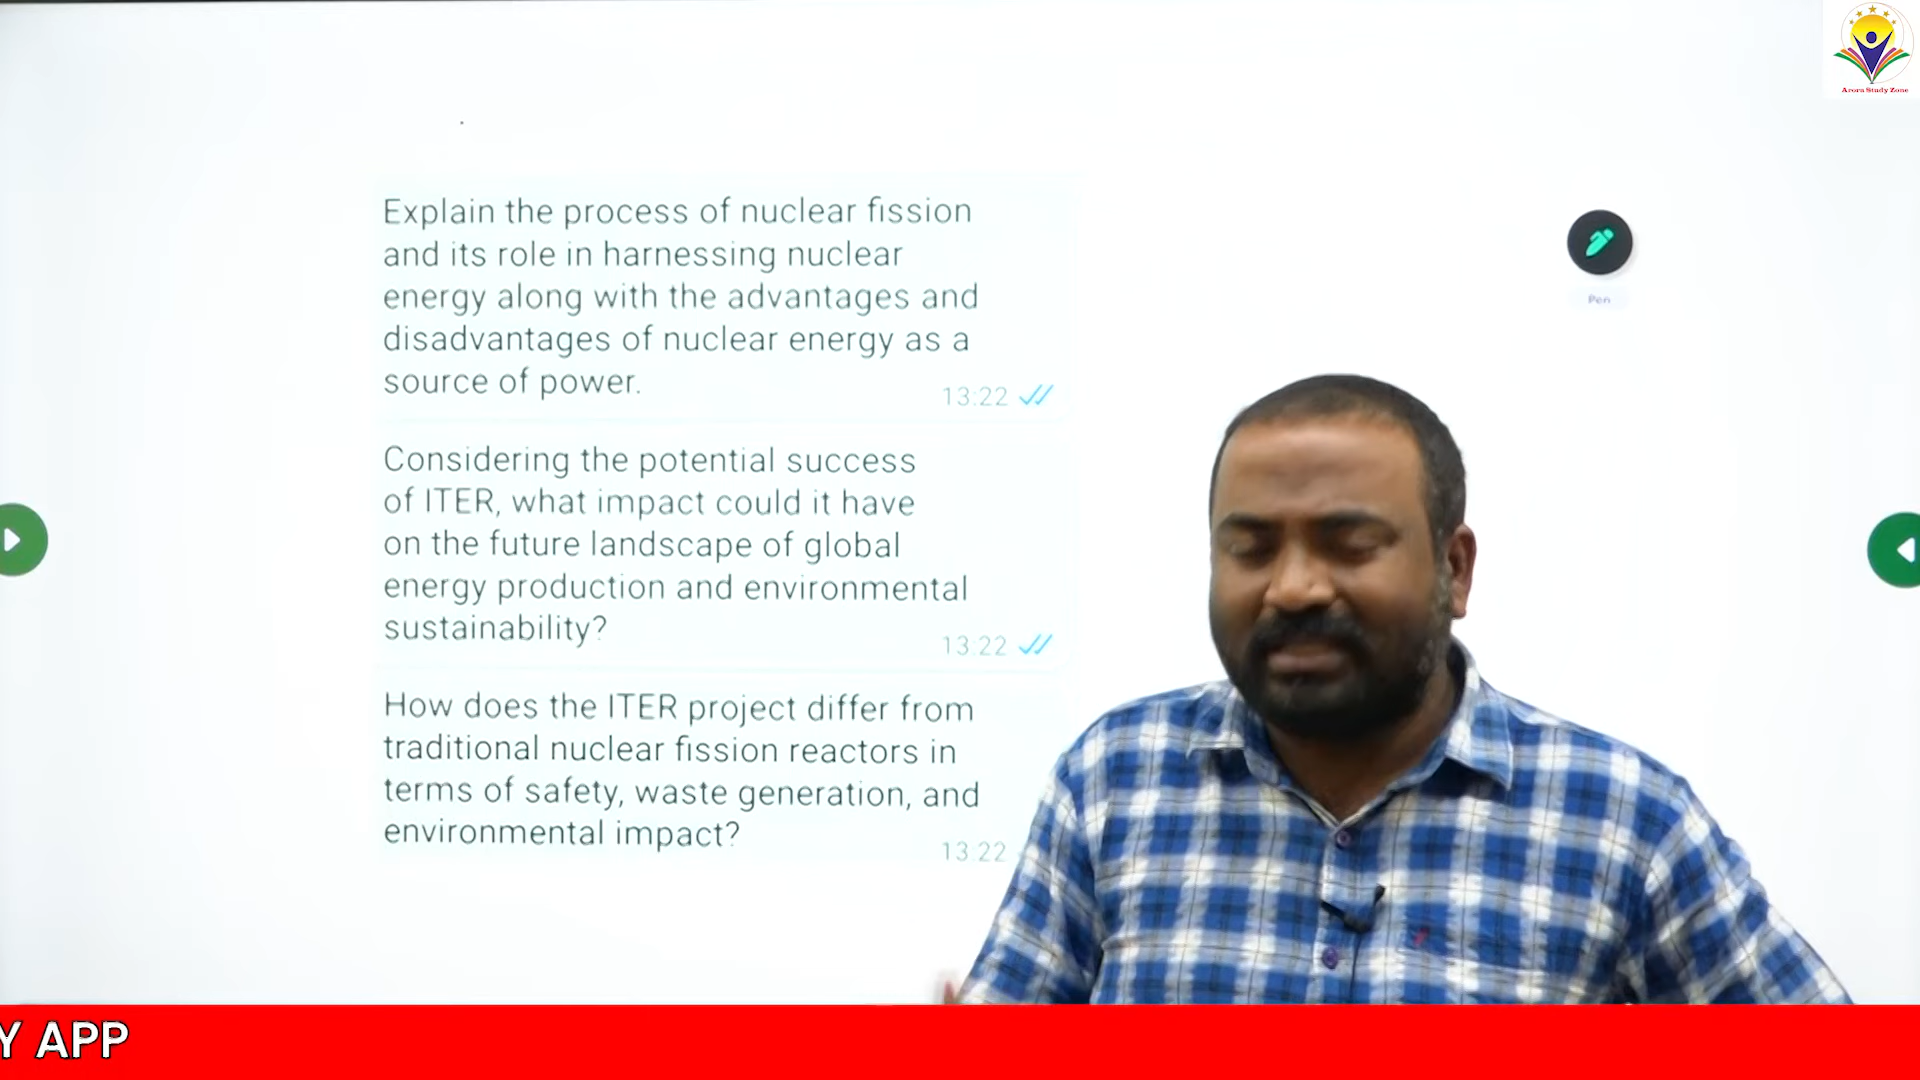 Arora Study Zone
Explain the process of nuclear fission
and its role in harnessing nuclear
energy along with the advantages and
disadvantages of nuclear energy as a
source of power.
13:22
Pen
Considering the potential success
of ITER, what impact could it have
on the future landscape of global
energy production and environmental
sustainability?
13:22
How does the ITER project differ from
traditional nuclear fission reactors in
terms of safety, waste generation, and
environmental impact?
13:22
Y APP